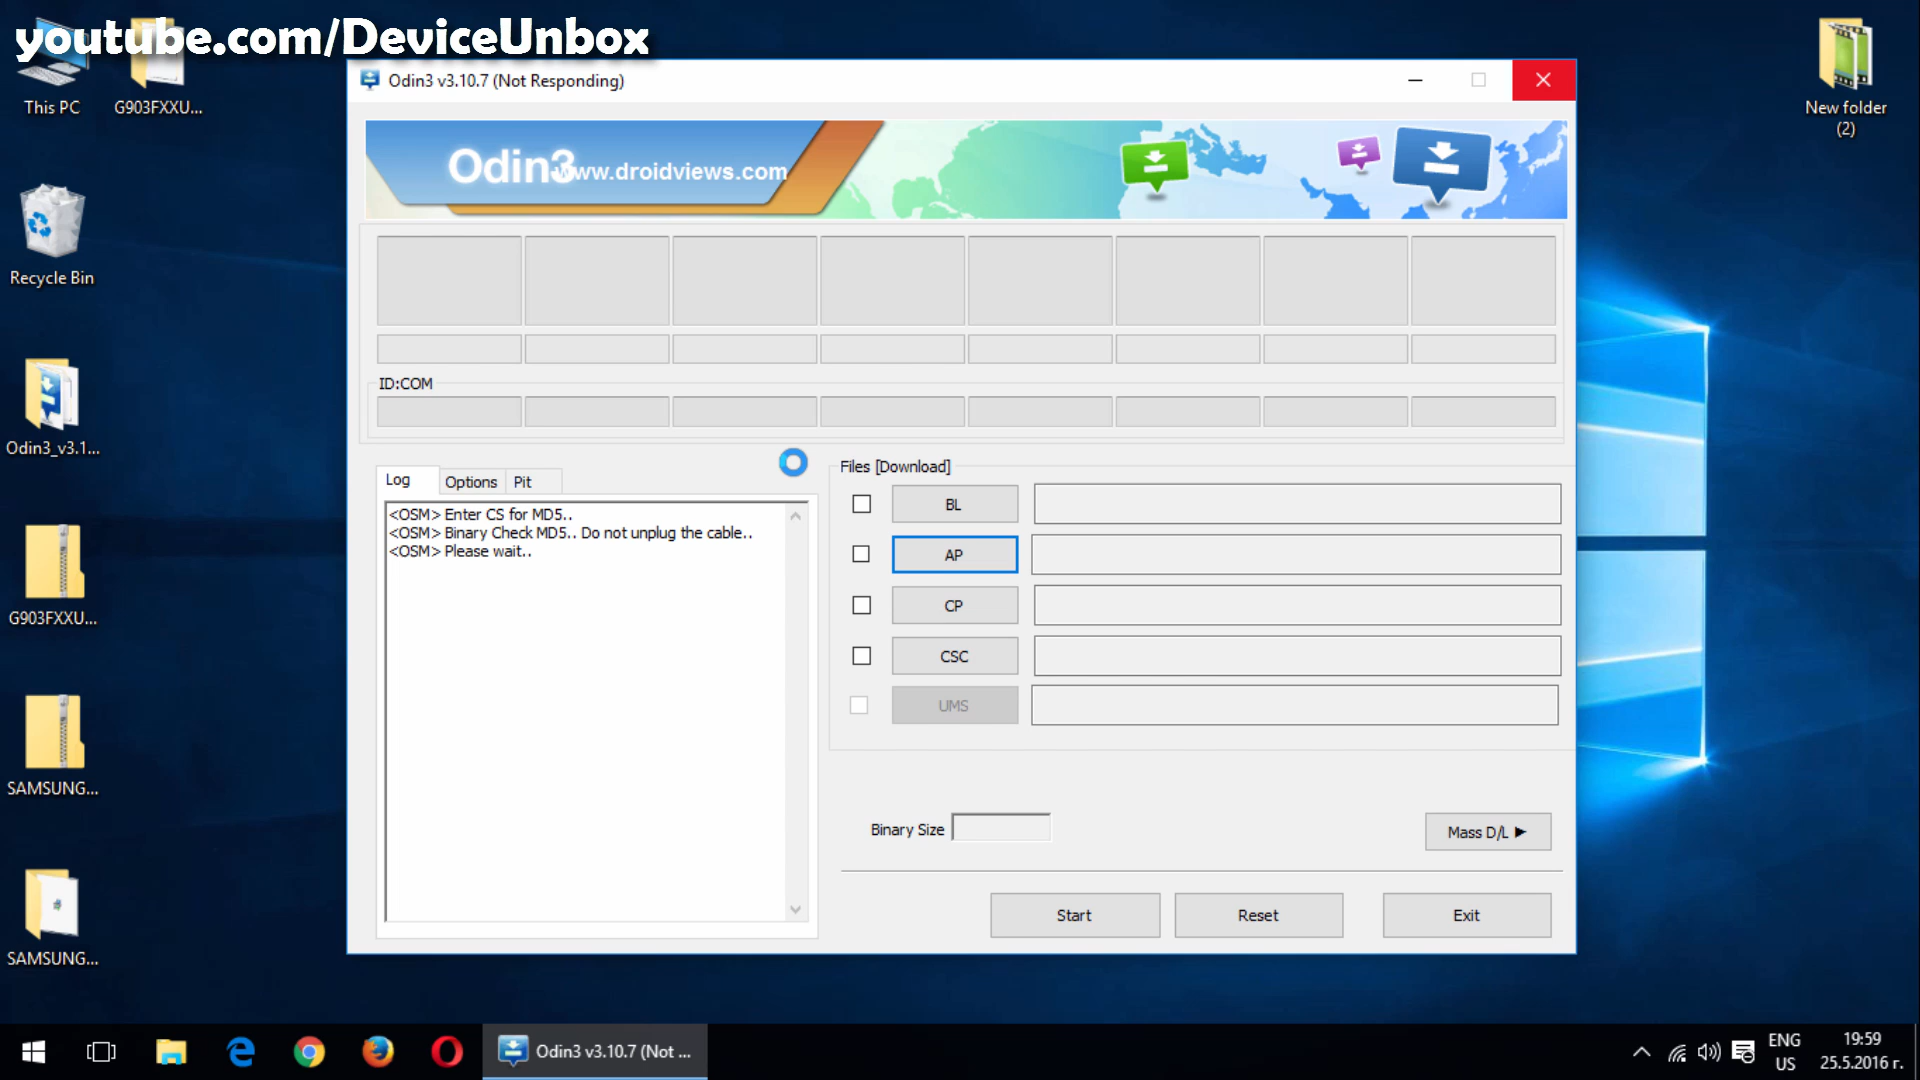 youtube.com/DeviceUnbox
This PC
G903FXXU...
New folder
(2)
Recycle Bin
Odin3_v3.1...
G903FXXU...
SAMSUNG...
SAMSUNG...
Odin3 v3.10.7 (Not Responding)
Odin3
www.droidviews.com
ID:COM
Log
Options
Pit
<OSM> Enter CS for MD5..
<OSM> Binary Check MD5.. Do not unplug the cable..
<OSM> Please wait..
Files [Download]
BL
AP
CP
CSC
UMS
Binary Size
Mass D/L ►
Start
Reset
Exit
Odin3 v3.10.7 (Not ...
ENG
US
19:59
25.5.2016 г.